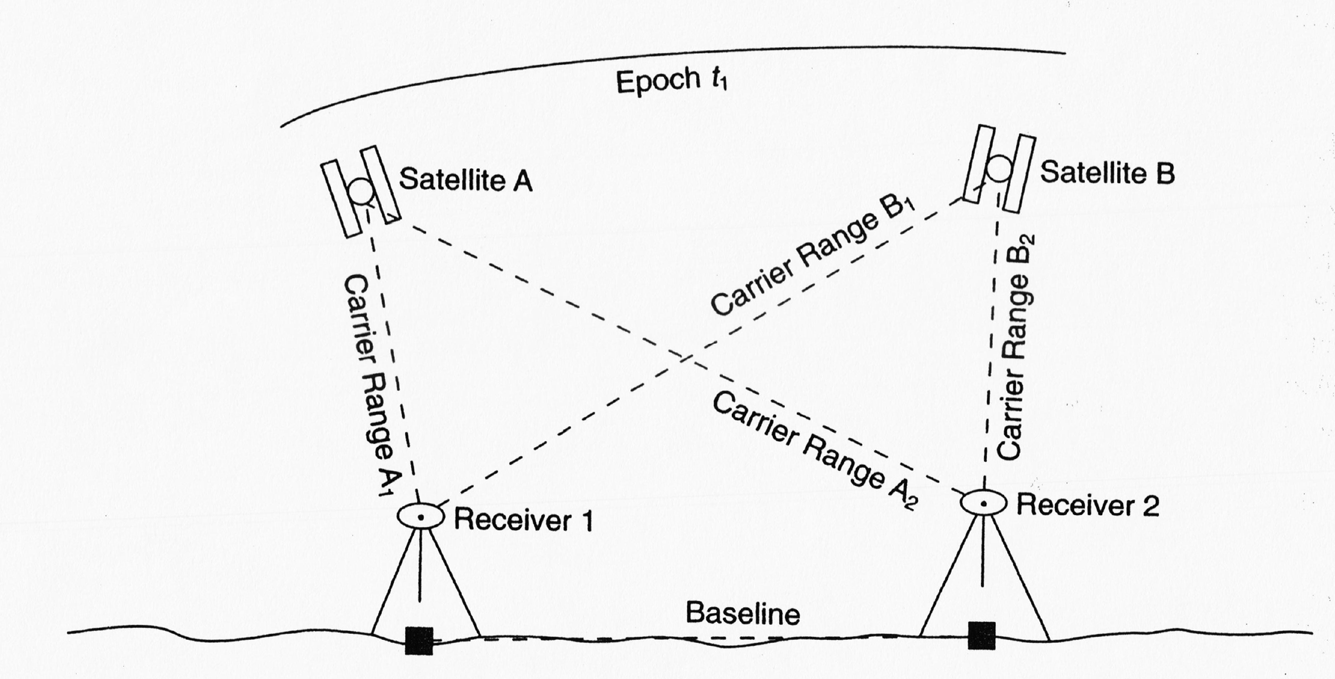 Epoch t₁
Satellite A
Satellite B
Carrier Range B₁
Carrier Range A₁
Carrier Range B₂
Carrier Range A₂
Receiver 1
Receiver 2
Baseline